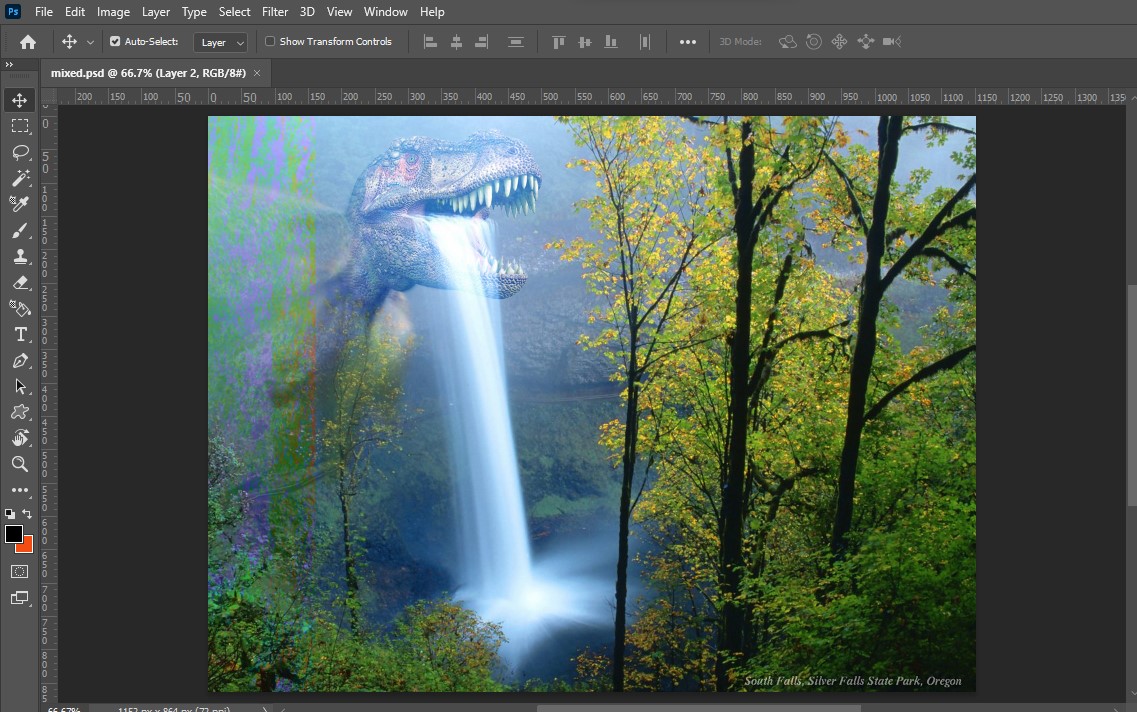 Ps File Edit Image Layer Type Select Filter 3D View Window Help
Auto-Select: Layer Show Transform Controls 3D Mode:
mixed.psd @ 66.7% (Layer 2, RGB/8#) ×
200 150 100 50 0 50 100 150 200 250 300 350 400 450 500 550 600 650 700 750 800 850 900 950 1000 1050 1100 1150 1200 1250 1300
0
50
100
150
200
250
300
350
400
450
500
550
600
650
700
750
800
South Falls, Silver Falls State Park, Oregon
66.67% 1152 px x 864 px (72 ppi)